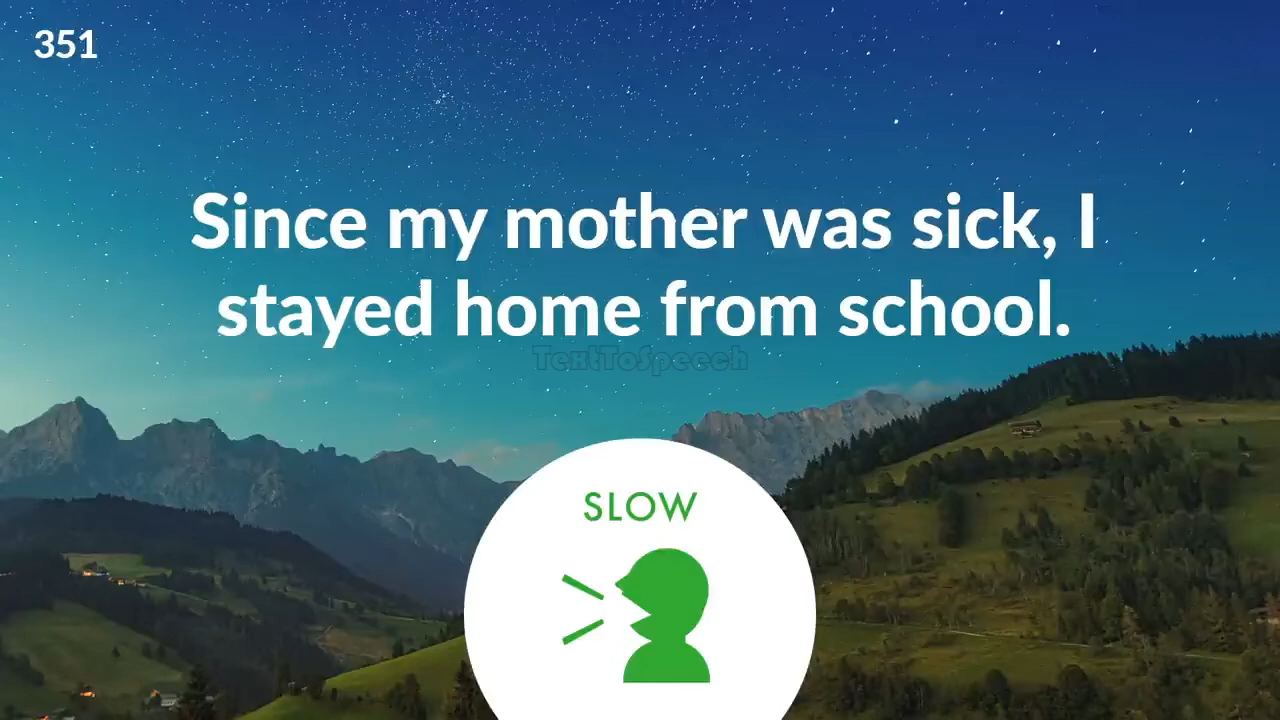 351
Since my mother was sick, I
stayed home from school.
TextToSpeech
SLOW